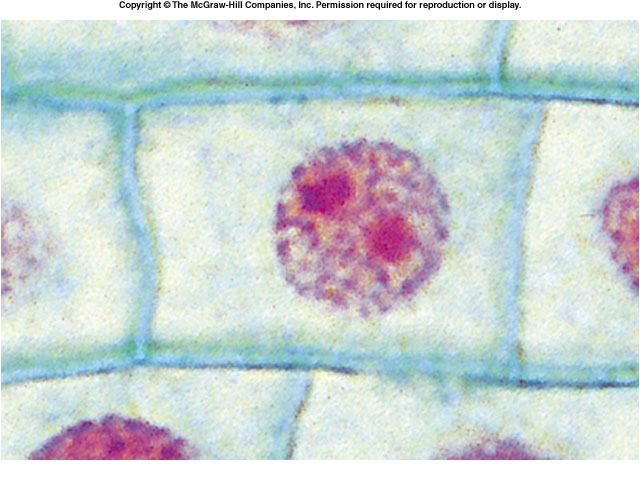 Copyright © The McGraw-Hill Companies, Inc. Permission required for reproduction or display.